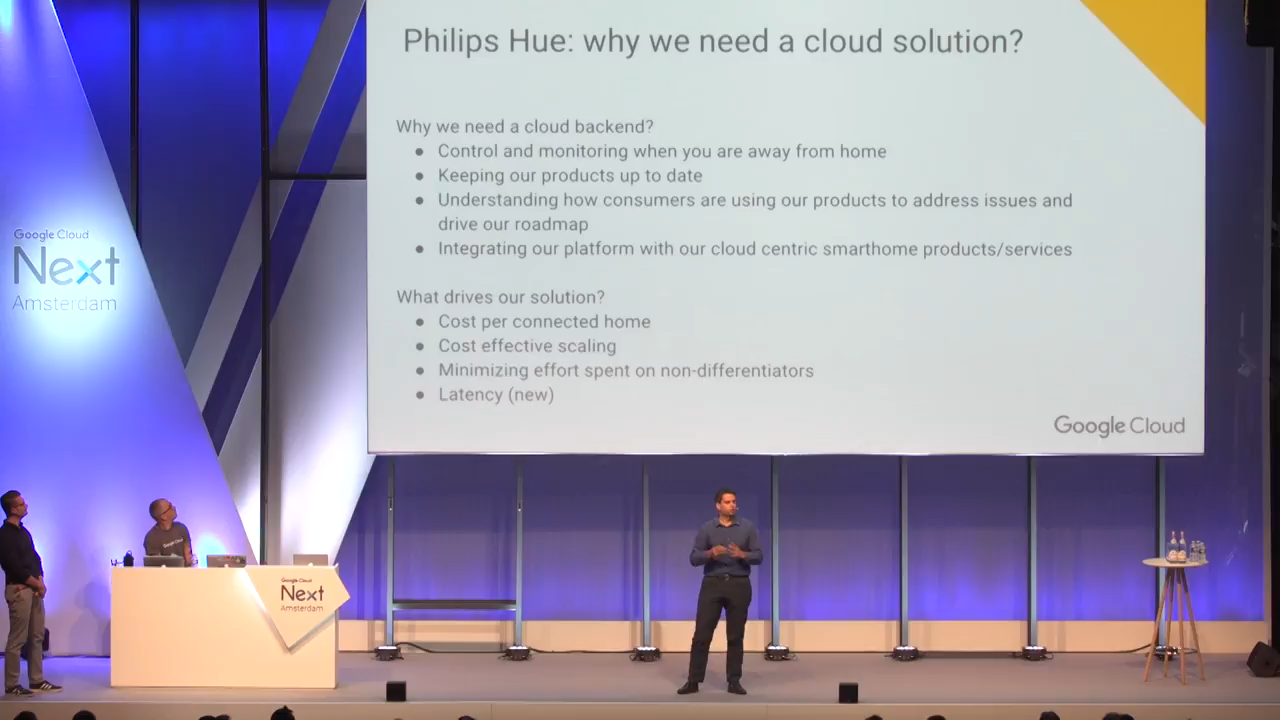 Philips Hue: why we need a cloud solution?
Why we need a cloud backend?
● Control and monitoring when you are away from home
● Keeping our products up to date
● Understanding how consumers are using our products to address issues and
drive our roadmap
● Integrating our platform with our cloud centric smarthome products/services
What drives our solution?
● Cost per connected home
● Cost effective scaling
● Minimizing effort spent on non-differentiators
● Latency (new)
Google Cloud
Google Cloud
Next
Amsterdam
Google Cloud
Google Cloud
Next
Amsterdam